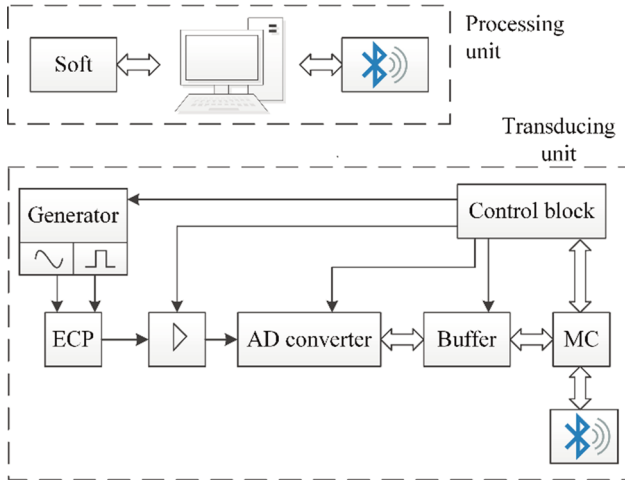 Processing
unit
Soft
Transducing
unit
Generator
Control block
ECP
AD converter
Buffer
MC